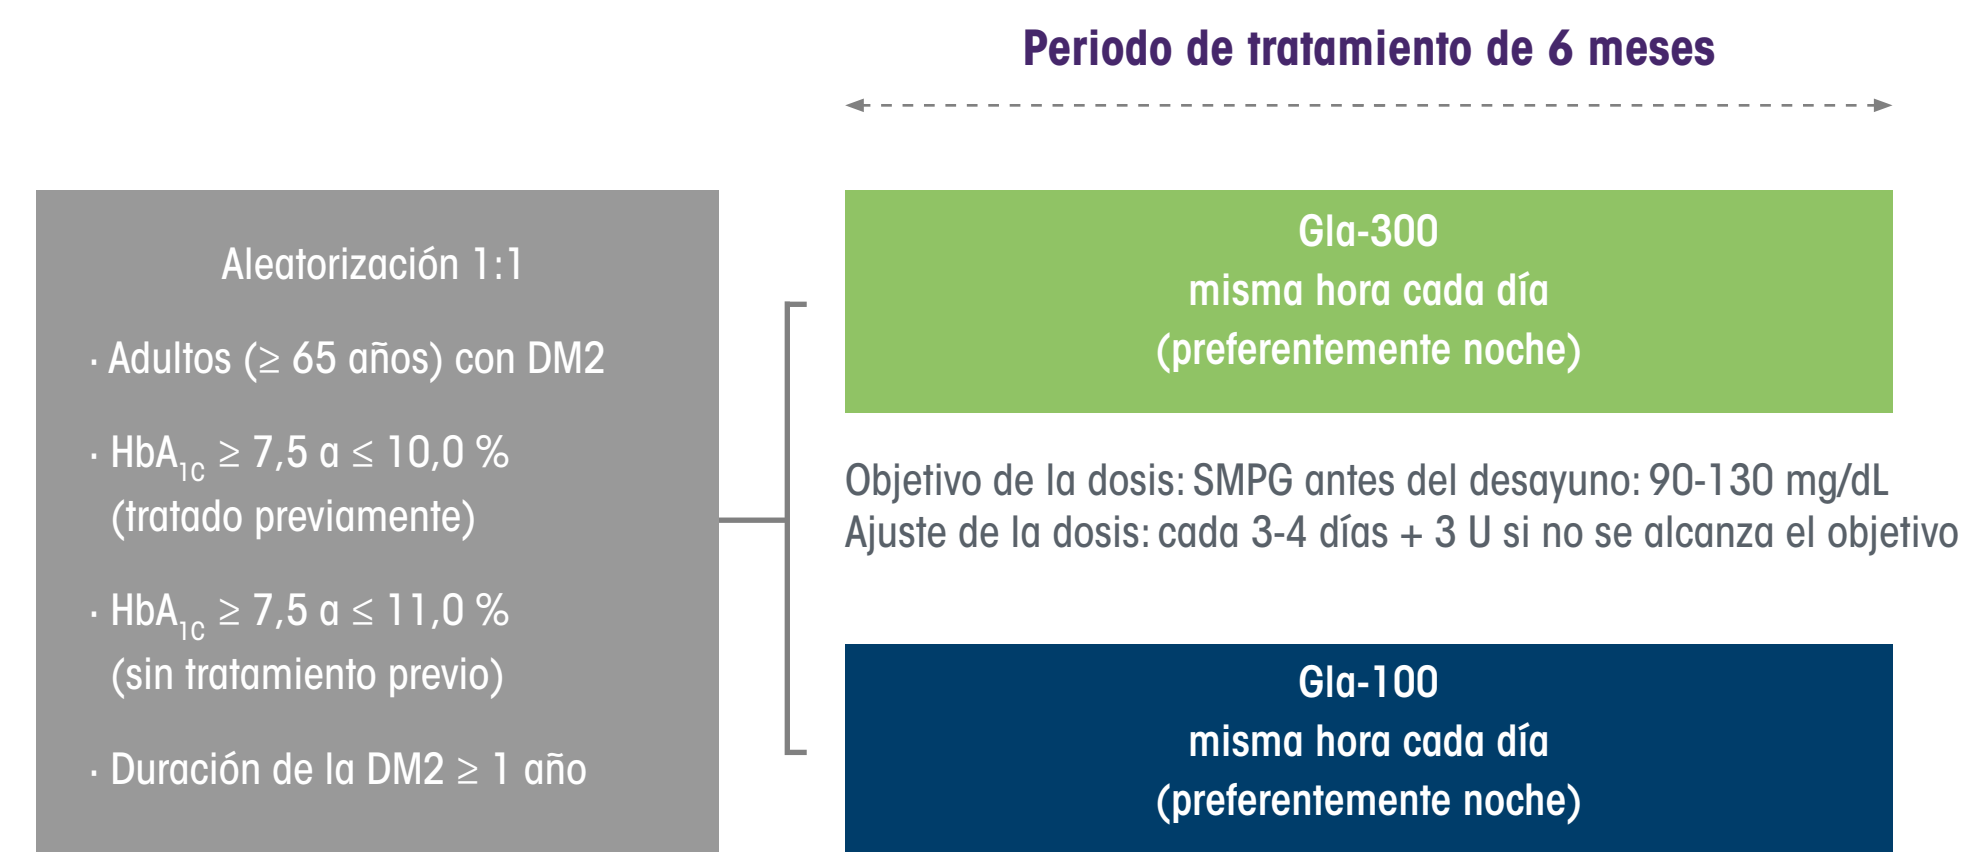 Periodo de tratamiento de 6 meses
Aleatorización 1:1
· Adultos (≥ 65 años) con DM2
· HbA1C ≥ 7,5 a ≤ 10,0 %
(tratado previamente)
· HbA1C ≥ 7,5 a ≤ 11,0 %
(sin tratamiento previo)
· Duración de la DM2 ≥ 1 año
Gla-300
misma hora cada día
(preferentemente noche)
Objetivo de la dosis: SMPG antes del desayuno: 90-130 mg/dL
Ajuste de la dosis: cada 3-4 días + 3 U si no se alcanza el objetivo
Gla-100
misma hora cada día
(preferentemente noche)